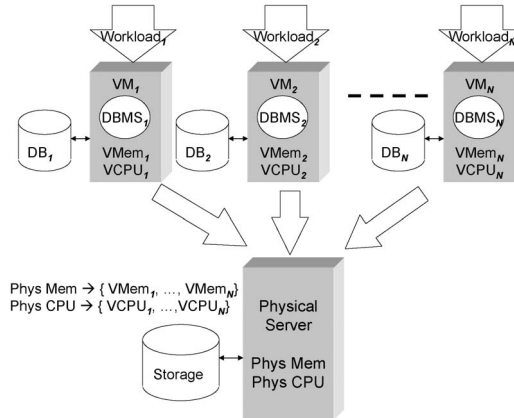 Workload1
Workload2
WorkloadN
VM1
VM2
VMN
DBMS1
DBMS2
DBMSN
DB1
DB2
DBN
VMem1
VMem2
VMemN
VCPU1
VCPU2
VCPUN
Phys Mem → { VMem1, …, VMemN}
Phys CPU → { VCPU1, …,VCPUN}
Physical
Server
Phys Mem
Phys CPU
Storage